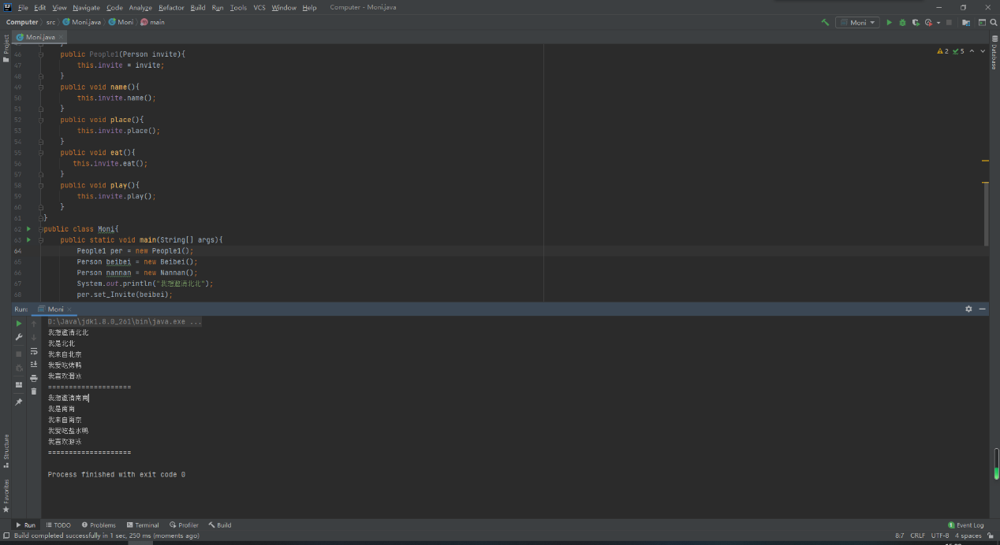 File Edit View Navigate Code Analyze Refactor Build Run Tools VCS Window Help Computer - Moni.java
Computer src Moni.java Moni main
Moni
Project
Moni.java
Database
2 5
46 public People1(Person invite){
47 this.invite = invite;
48 }
49 public void name(){
50 this.invite.name();
51 }
52 public void place(){
53 this.invite.place();
54 }
55 public void eat(){
56 this.invite.eat();
57 }
58 public void play(){
59 this.invite.play();
60 }
61 }
62 public class Moni{
63 public static void main(String[] args){
64 People1 per = new People1();
65 Person beibei = new Beibei();
66 Person nannan = new Nannan();
67 System.out.println("我想邀请北北");
68 per.set_Invite(beibei);
Run: Moni
D:\Java\jdk1.8.0_261\bin\java.exe ...
我想邀请北北
我是北北
我来自北京
我爱吃烤鸭
我喜欢滑冰
====================
我想邀请南南
我是南南
我来自南京
我爱吃盐水鸭
我喜欢游泳
====================
Process finished with exit code 0
Structure
Favorites
Run TODO Problems Terminal Profiler Build
1 Event Log
Build completed successfully in 1 sec, 250 ms (moments ago)
8:7 CRLF UTF-8 4 spaces